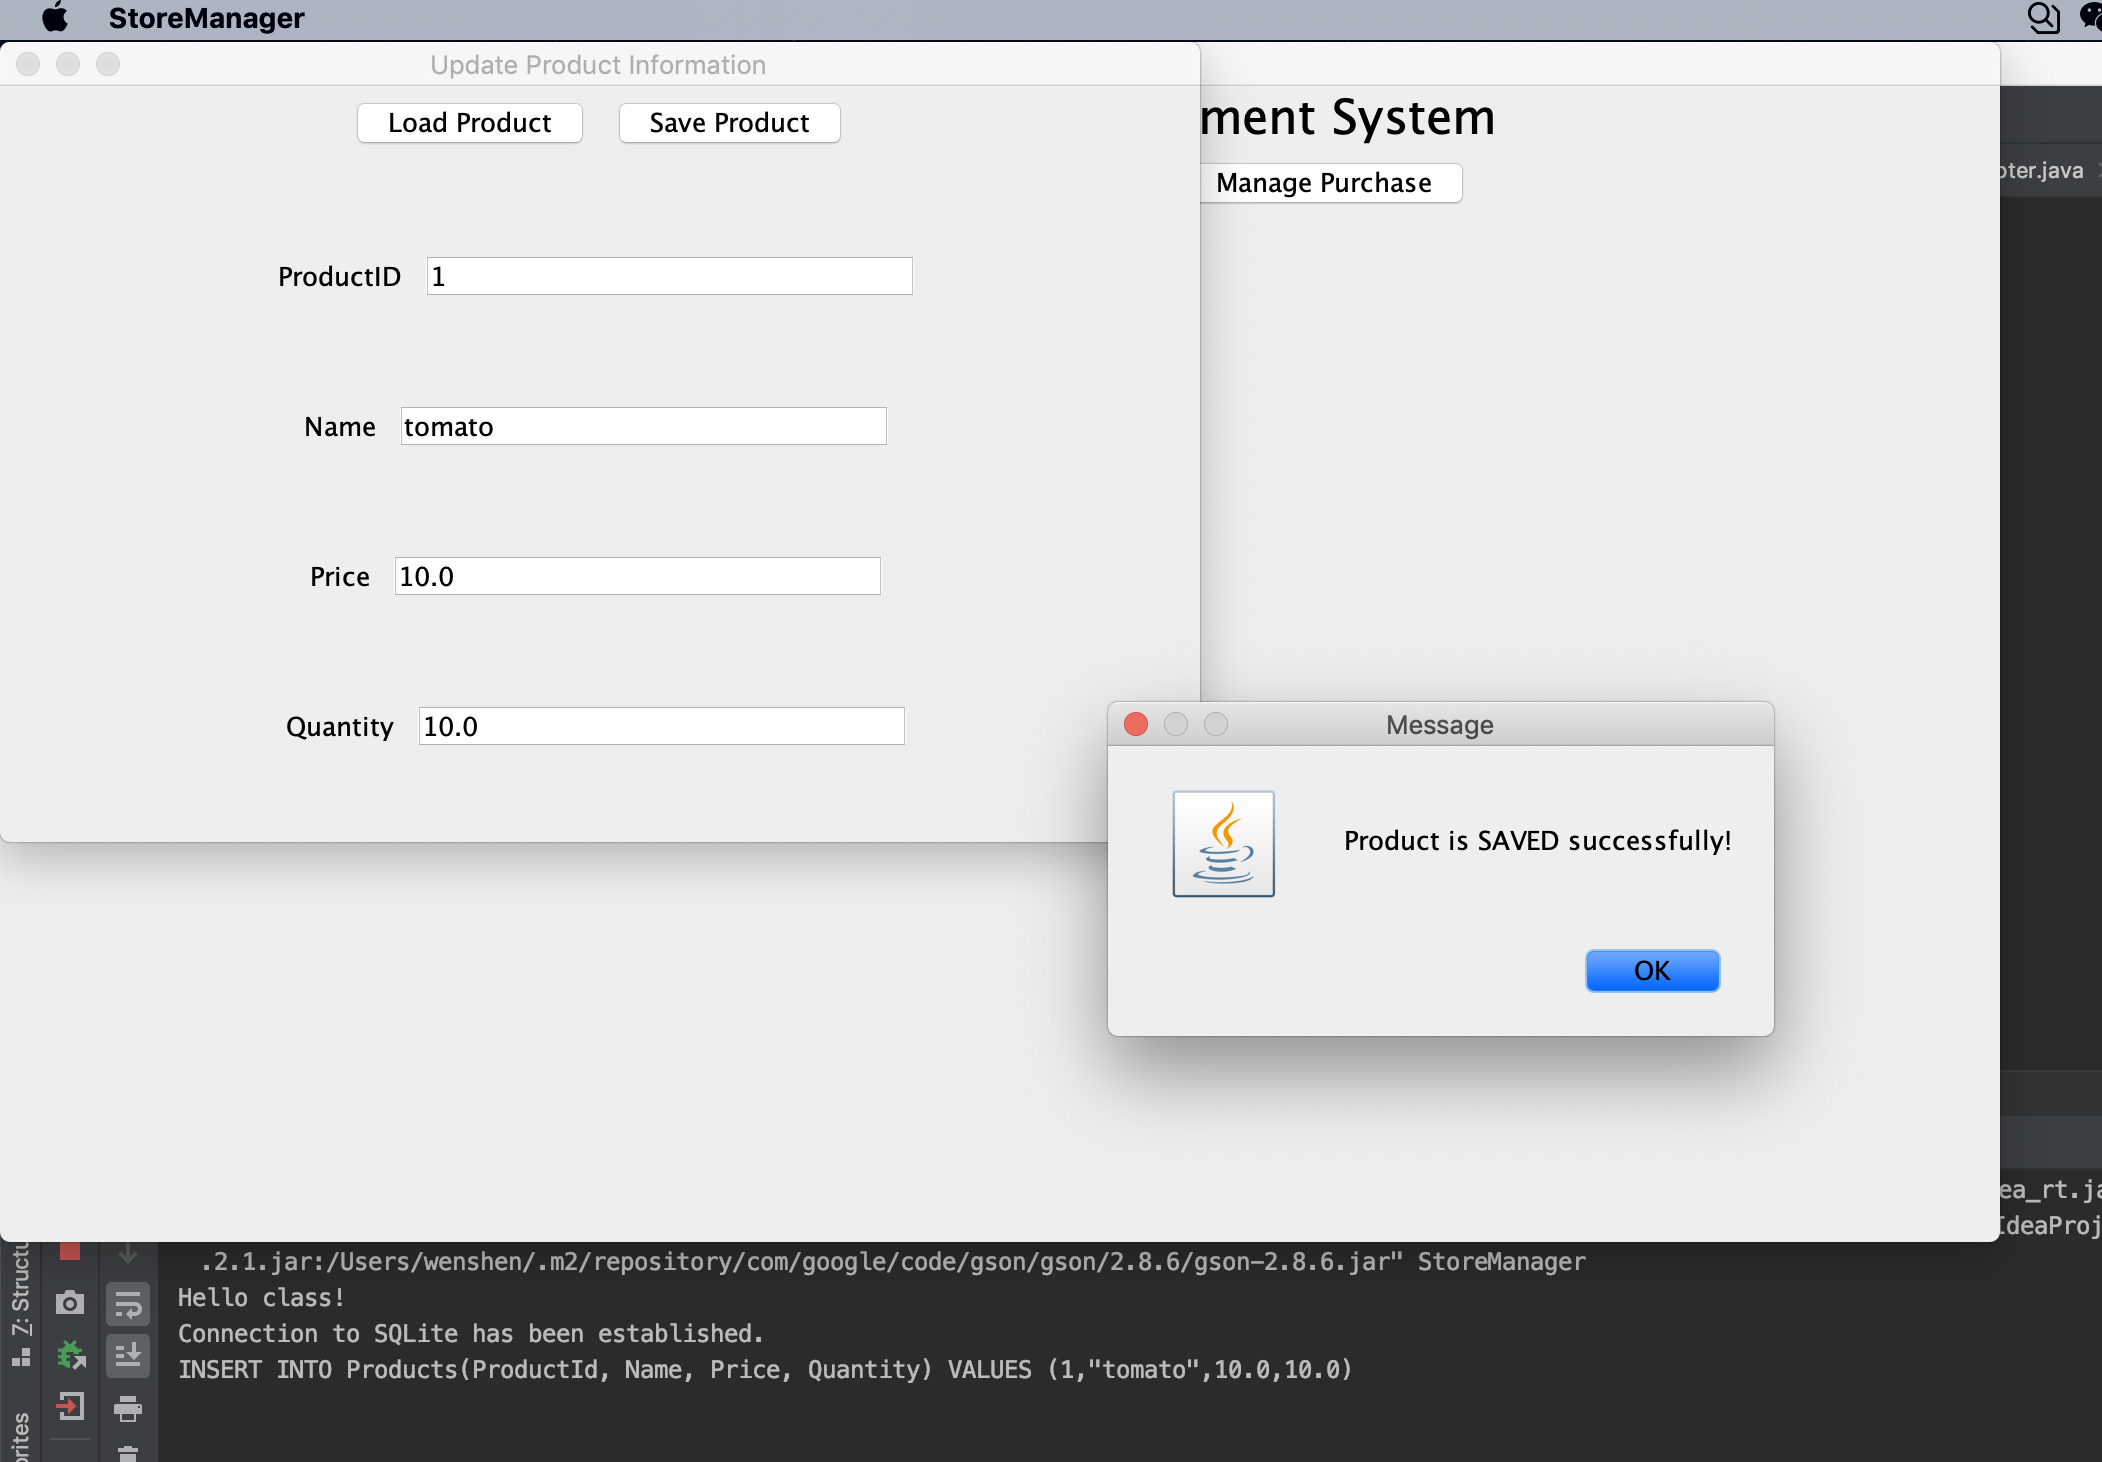 StoreManager
Update Product Information
Load Product
Save Product
ment System
Manage Purchase
oter.java
ProductID 1
Name tomato
Price 10.0
Quantity 10.0
Message
Product is SAVED successfully!
OK
ea_rt.ja
IdeaProj
.2.1.jar:/Users/wenshen/.m2/repository/com/google/code/gson/gson/2.8.6/gson-2.8.6.jar" StoreManager
Hello class!
Connection to SQLite has been established.
INSERT INTO Products(ProductId, Name, Price, Quantity) VALUES (1,"tomato",10.0,10.0)
Z: Structu
orites